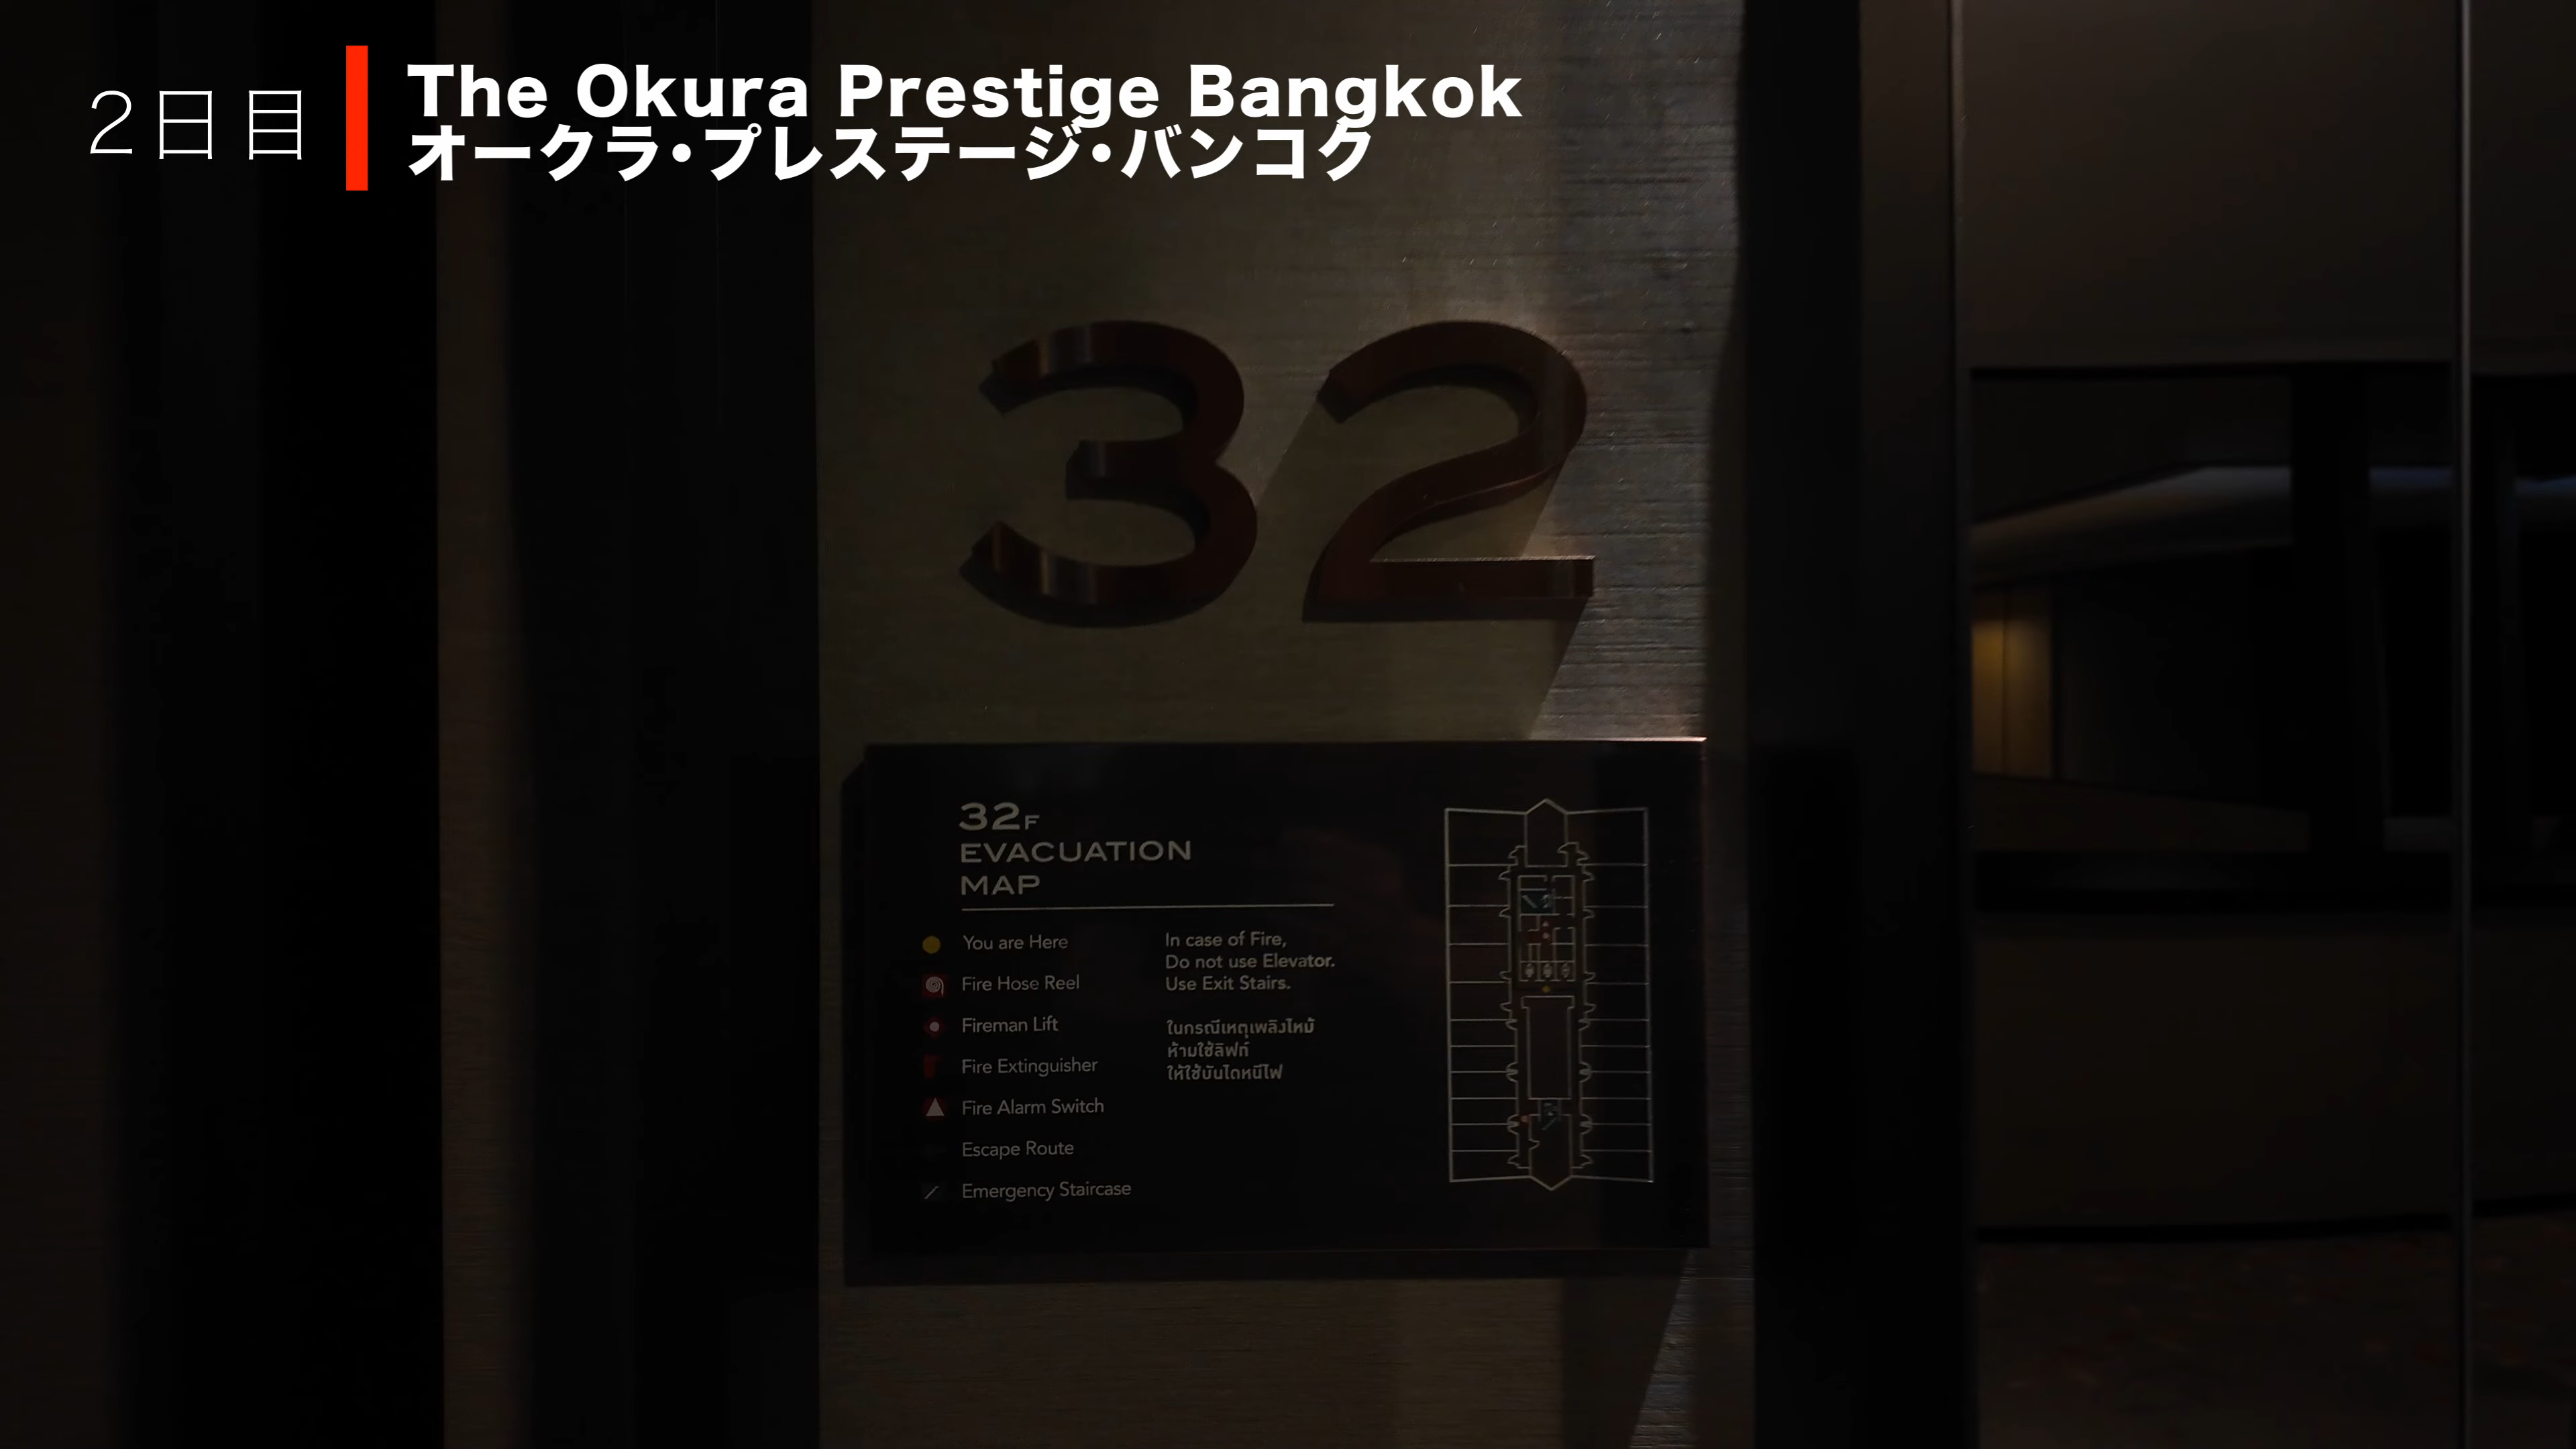 2日目
The Okura Prestige Bangkok
オークラ・プレステージ・バンコク
32
32F
EVACUATION
MAP
You are Here
Fire Hose Reel
Fireman Lift
Fire Extinguisher
Fire Alarm Switch
Escape Route
Emergency Staircase
In case of Fire,
Do not use Elevator.
Use Exit Stairs.
ในกรณีเหตุเพลิงไหม้
ห้ามใช้ลิฟท์
ให้ใช้บันไดหนีไฟ